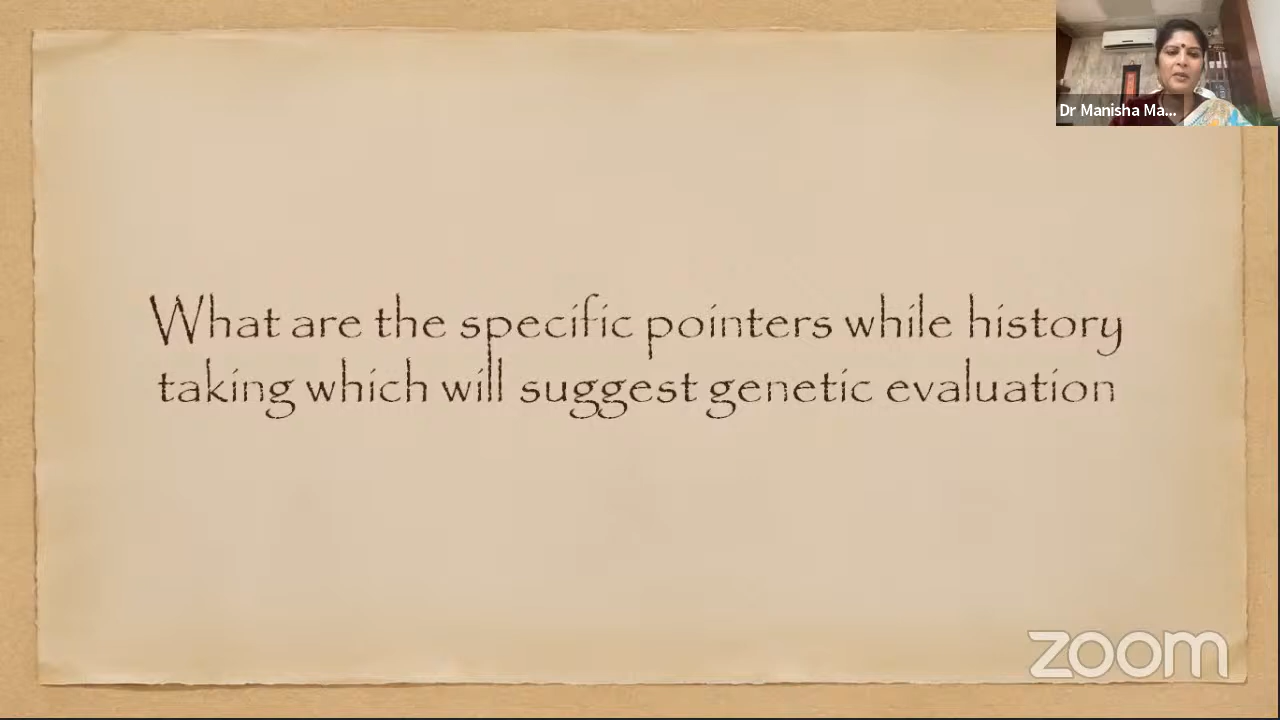 Dr Manisha Ma...
What are the specific pointers while history
taking which will suggest genetic evaluation
zoom